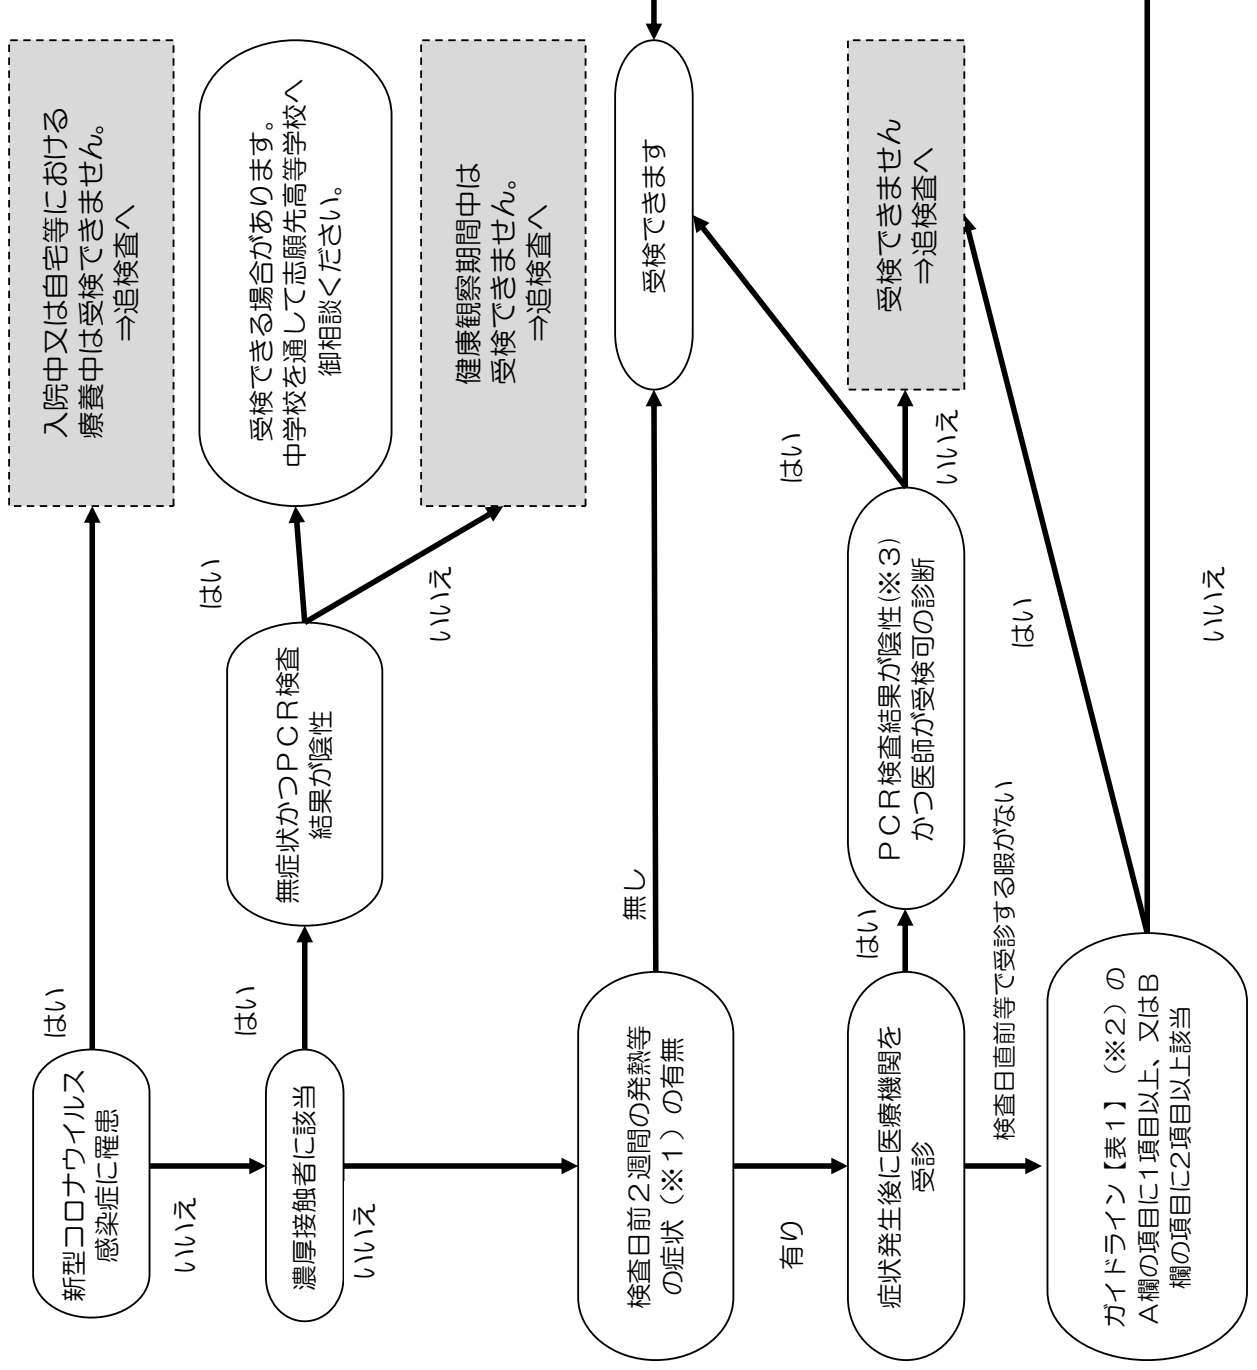 新型コロナウイルス
感染症に罹患
はい
入院中又は自宅等における
療養中は受検できません。
⇒追検査へ
いいえ
濃厚接触者に該当
はい
無症状かつPCR検査
結果が陰性
はい
受検できる場合があります。
中学校を通して志願先高等学校へ
御相談ください。
いいえ
健康観察期間中は
受検できません。
⇒追検査へ
いいえ
検査日前2週間の発熱等
の症状(※1)の有無
無し
受検できます
有り
症状発生後に医療機関を
受診
はい
PCR検査結果が陰性(※3)
かつ医師が受検可の診断
はい
いいえ
受検できません
⇒追検査へ
検査日直前等で受診する暇がない
ガイドライン【表1】(※2)の
A欄の項目に1項目以上、又はB
欄の項目に2項目以上該当
はい
いいえ